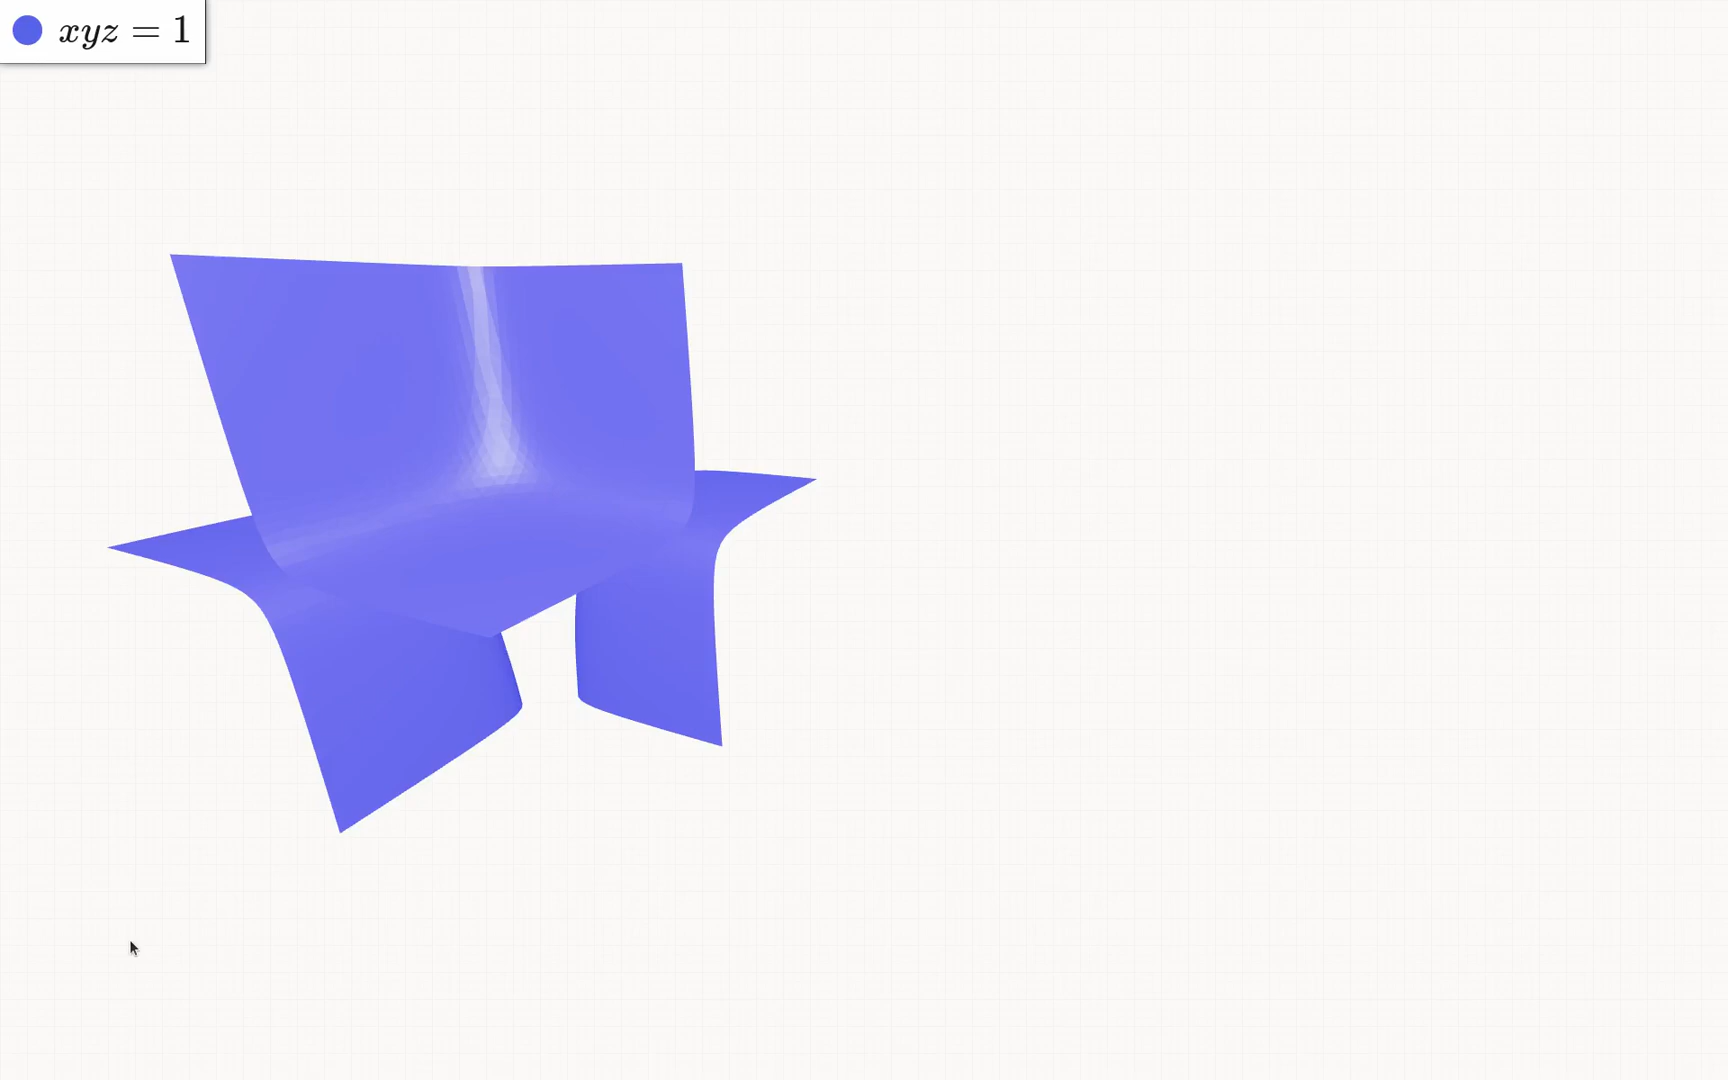 xyz = 1